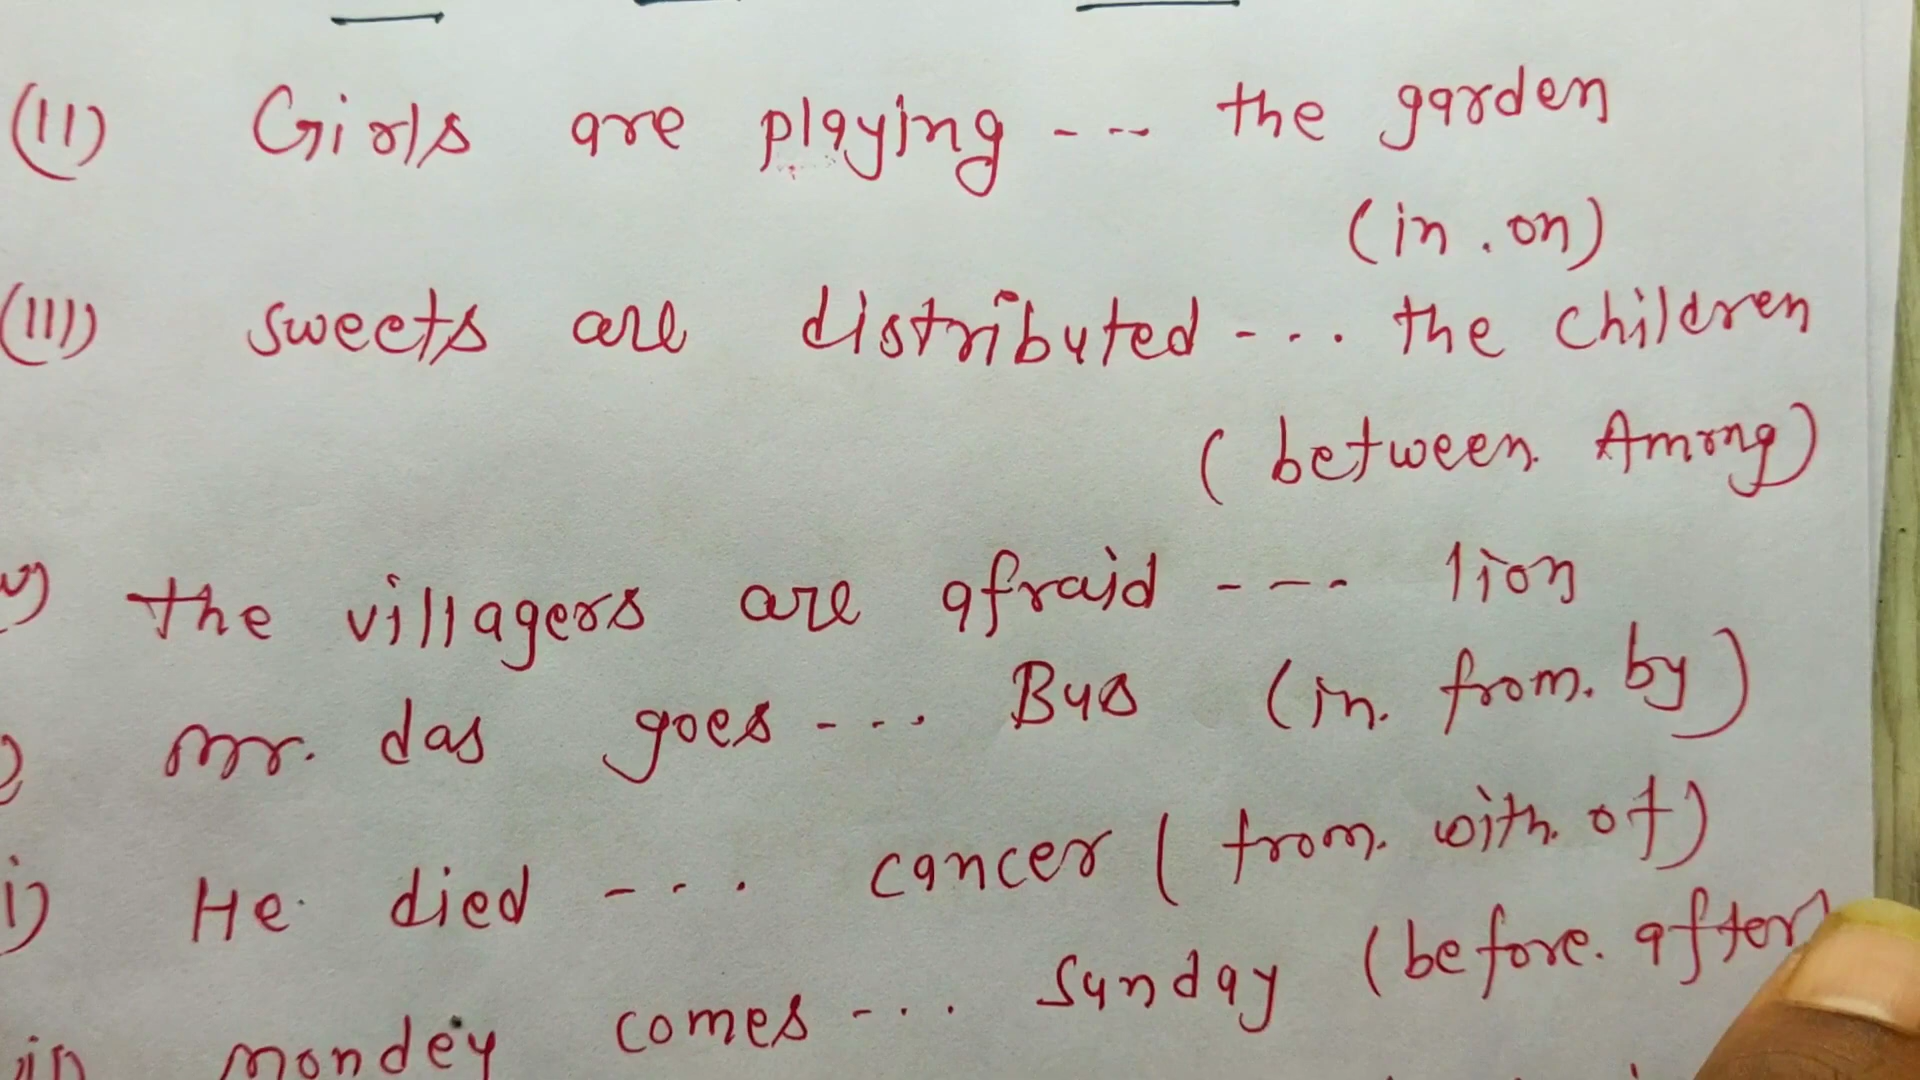 (II) Girls are playing --- the garden
(in . on)
(III) sweets are distributed --- the children
(between. Among)
the villagers are afraid --- lion
mr. das goes --- Bus (in. from. by)
i) He died --- cancer (from. with. of)
mondey comes --- Sunday (before. after)